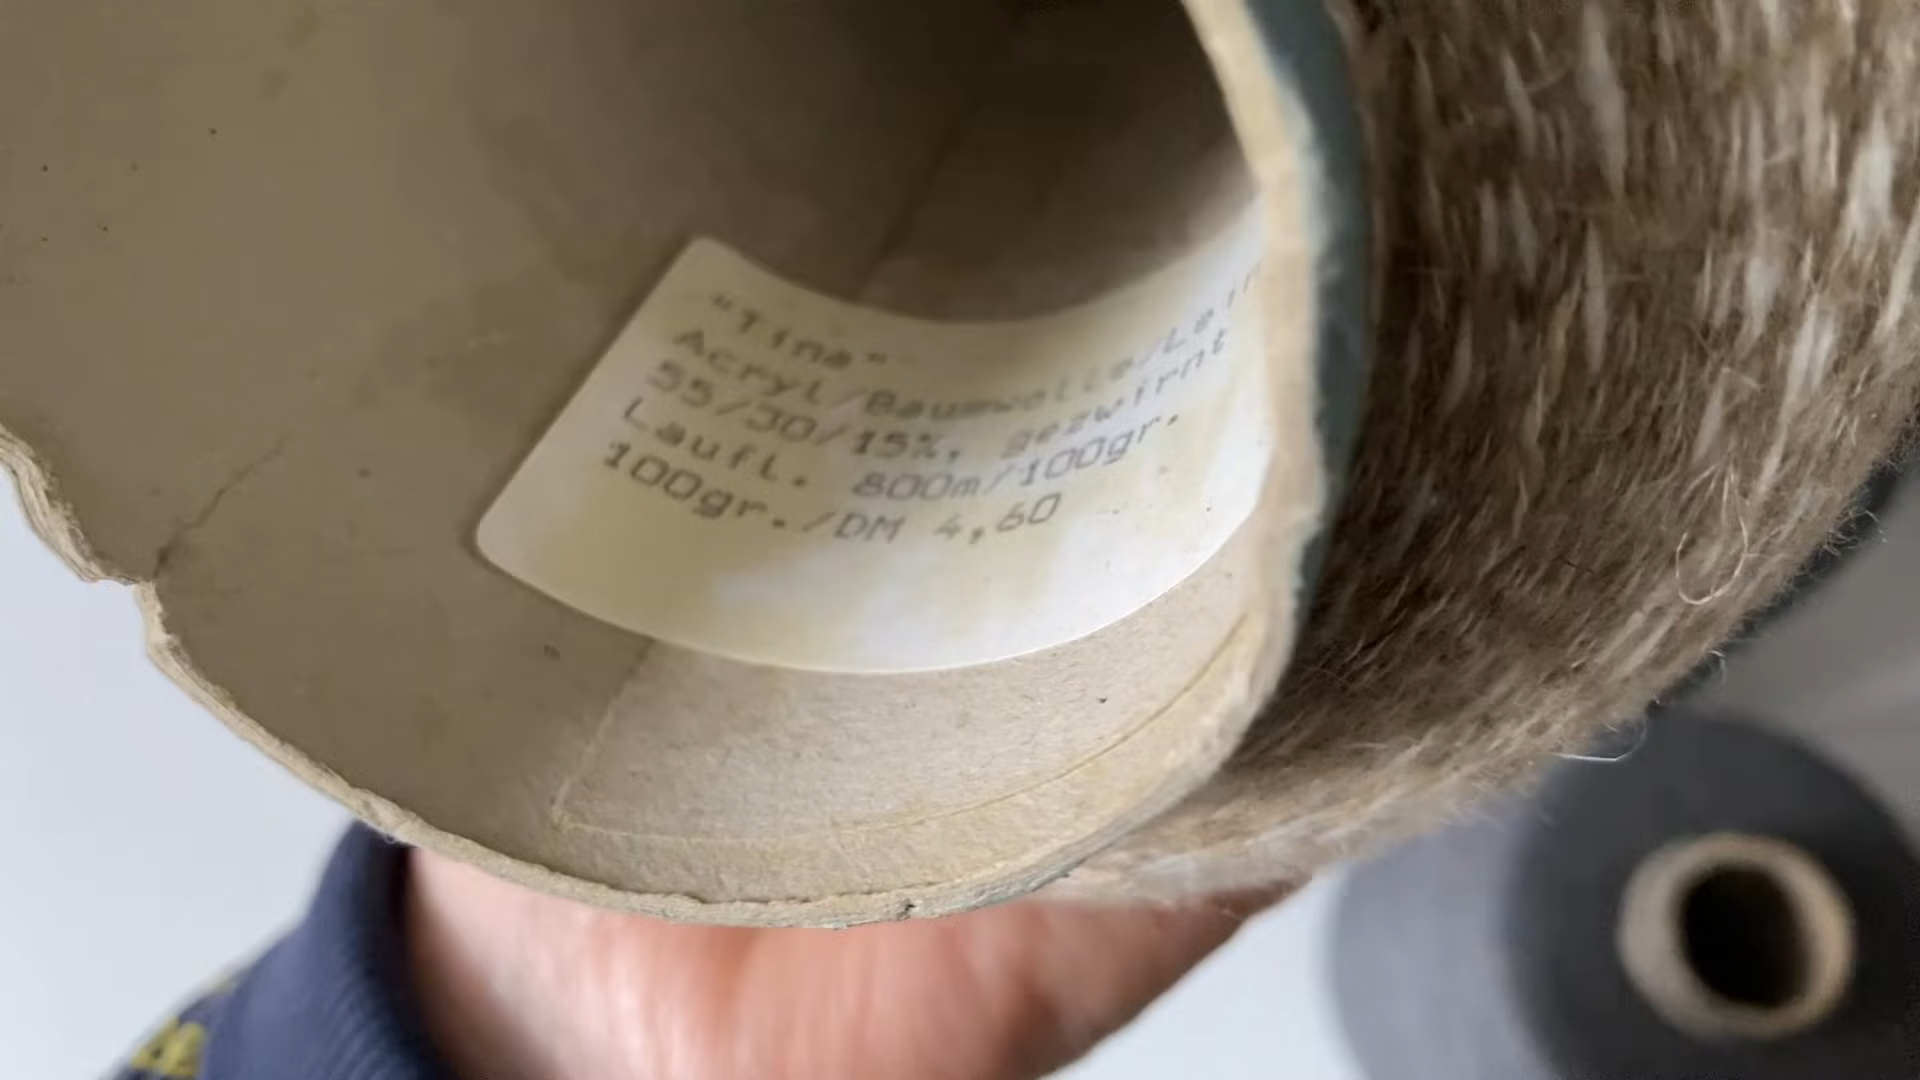 "Tina"
Acryl/Baumwolle/Lein
55/30/15%, gezwirnt
Laufl. 800m/100gr.
100gr./DM 4,60